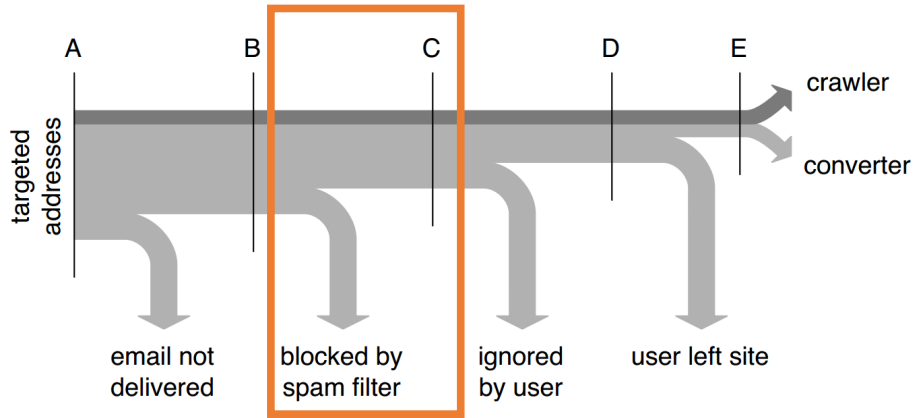 A
B
C
D
E
crawler
converter
targeted
addresses
email not
delivered
blocked by
spam filter
ignored
by user
user left site